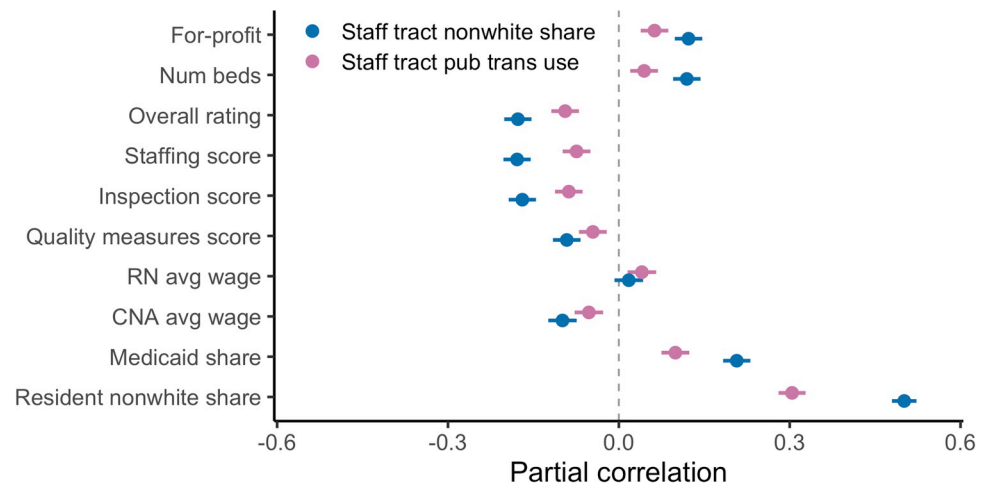 Staff tract nonwhite share
Staff tract pub trans use
For-profit
Num beds
Overall rating
Staffing score
Inspection score
Quality measures score
RN avg wage
CNA avg wage
Medicaid share
Resident nonwhite share
-0.6 -0.3 0.0 0.3 0.6
Partial correlation